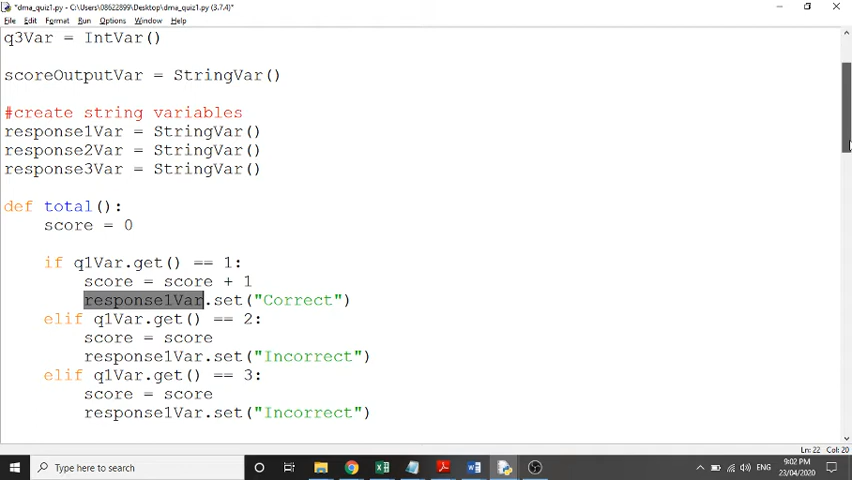 *dma_quiz1.py - C:\Users\08622899\Desktop\dma_quiz1.py (3.7.4)*
File Edit Format Run Options Window Help
q3Var = IntVar()
scoreOutputVar = StringVar()
#create string variables
response1Var = StringVar()
response2Var = StringVar()
response3Var = StringVar()
def total():
score = 0
if q1Var.get() == 1:
score = score + 1
response1Var.set("Correct")
elif q1Var.get() == 2:
score = score
response1Var.set("Incorrect")
elif q1Var.get() == 3:
score = score
response1Var.set("Incorrect")
Ln: 22 Col: 20
Type here to search
ENG
9:02 PM
23/04/2020